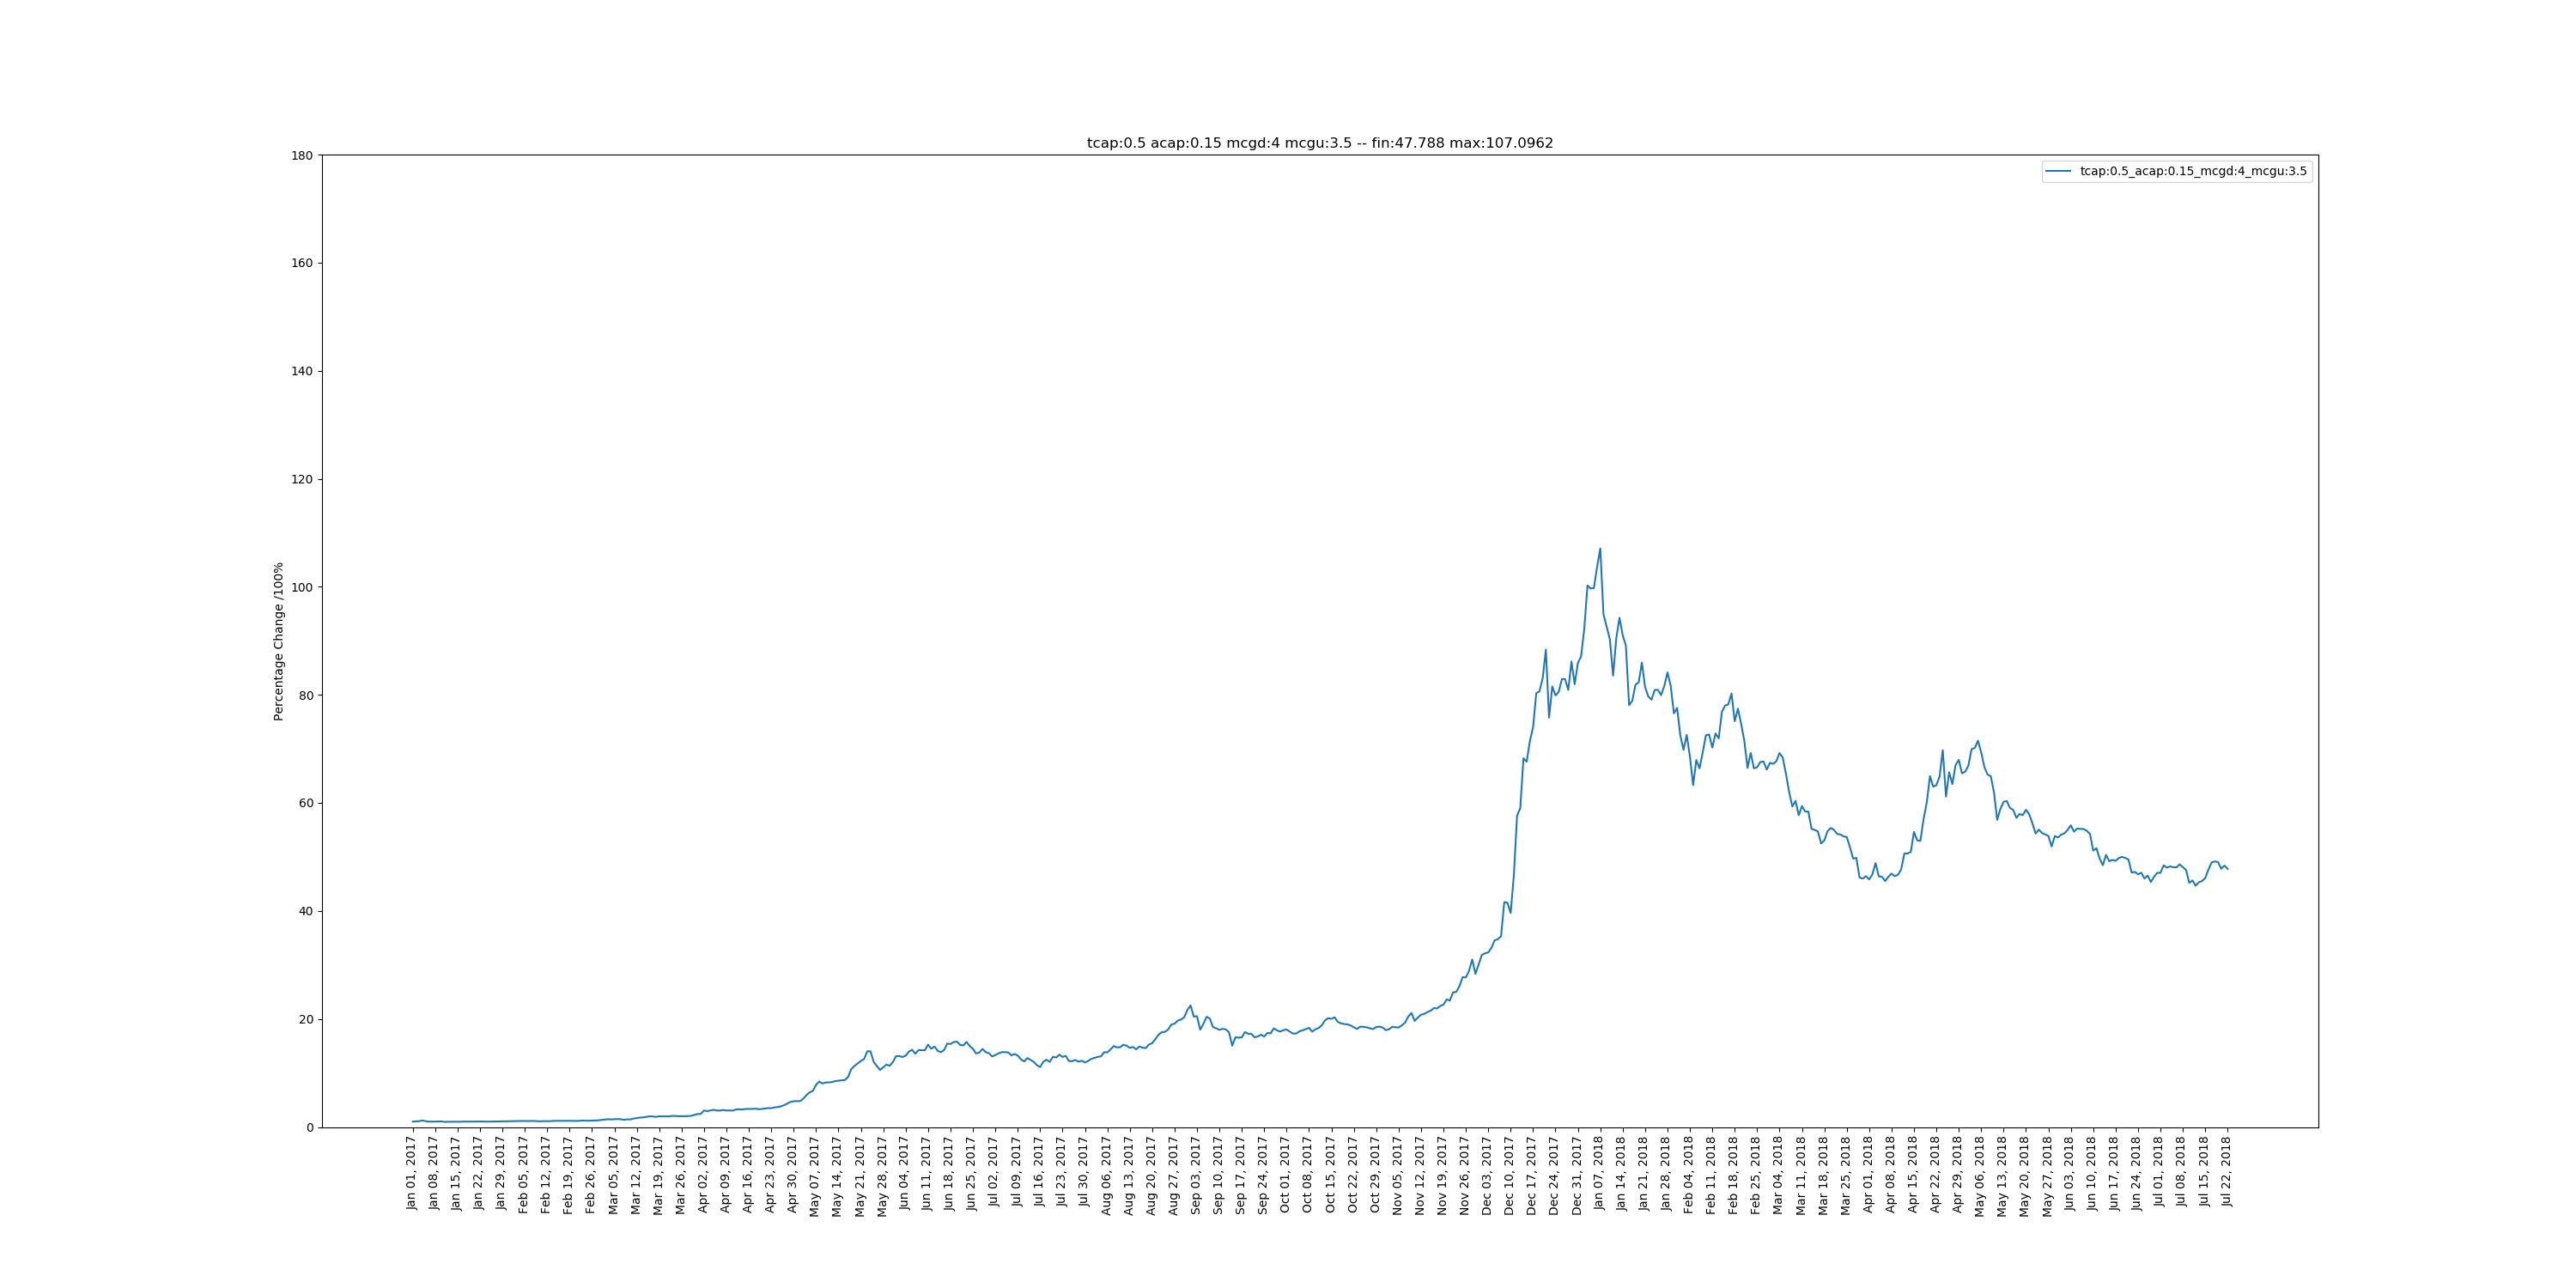 tcap:0.5 acap:0.15 mcgd:4 mcgu:3.5 -- fin:47.788 max:107.0962
tcap:0.5_acap:0.15_mcgd:4_mcgu:3.5
Percentage Change /100%
180
160
140
120
100
80
60
40
20
0
Jan 01, 2017
Jan 08, 2017
Jan 15, 2017
Jan 22, 2017
Jan 29, 2017
Feb 05, 2017
Feb 12, 2017
Feb 19, 2017
Feb 26, 2017
Mar 05, 2017
Mar 12, 2017
Mar 19, 2017
Mar 26, 2017
Apr 02, 2017
Apr 09, 2017
Apr 16, 2017
Apr 23, 2017
Apr 30, 2017
May 07, 2017
May 14, 2017
May 21, 2017
May 28, 2017
Jun 04, 2017
Jun 11, 2017
Jun 18, 2017
Jun 25, 2017
Jul 02, 2017
Jul 09, 2017
Jul 16, 2017
Jul 23, 2017
Jul 30, 2017
Aug 06, 2017
Aug 13, 2017
Aug 20, 2017
Aug 27, 2017
Sep 03, 2017
Sep 10, 2017
Sep 17, 2017
Sep 24, 2017
Oct 01, 2017
Oct 08, 2017
Oct 15, 2017
Oct 22, 2017
Oct 29, 2017
Nov 05, 2017
Nov 12, 2017
Nov 19, 2017
Nov 26, 2017
Dec 03, 2017
Dec 10, 2017
Dec 17, 2017
Dec 24, 2017
Dec 31, 2017
Jan 07, 2018
Jan 14, 2018
Jan 21, 2018
Jan 28, 2018
Feb 04, 2018
Feb 11, 2018
Feb 18, 2018
Feb 25, 2018
Mar 04, 2018
Mar 11, 2018
Mar 18, 2018
Mar 25, 2018
Apr 01, 2018
Apr 08, 2018
Apr 15, 2018
Apr 22, 2018
Apr 29, 2018
May 06, 2018
May 13, 2018
May 20, 2018
May 27, 2018
Jun 03, 2018
Jun 10, 2018
Jun 17, 2018
Jun 24, 2018
Jul 01, 2018
Jul 08, 2018
Jul 15, 2018
Jul 22, 2018